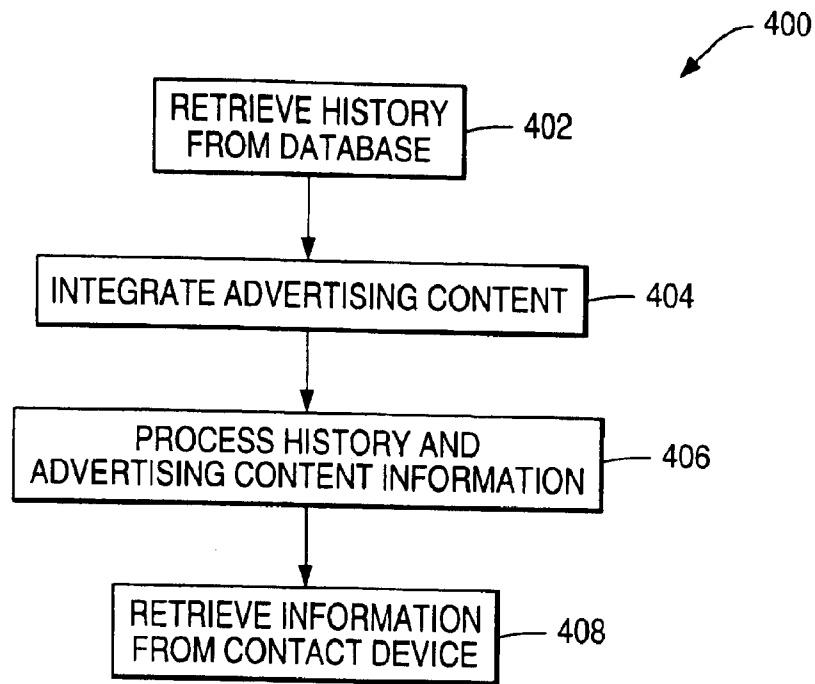 400
RETRIEVE HISTORY
FROM DATABASE
402
INTEGRATE ADVERTISING CONTENT
404
PROCESS HISTORY AND
ADVERTISING CONTENT INFORMATION
406
RETRIEVE INFORMATION
FROM CONTACT DEVICE
408